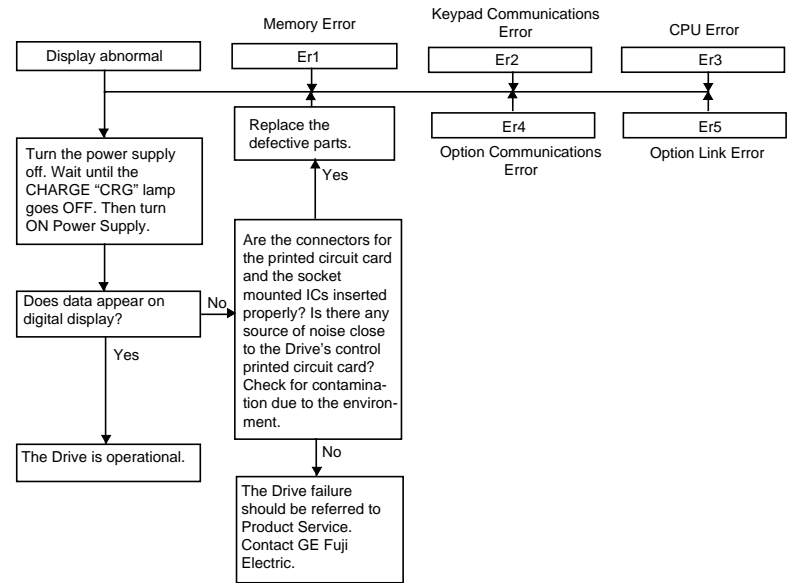 Memory Error
Keypad Communications
Error
CPU Error
Display abnormal
Er1
Er2
Er3
Er4
Er5
Option Communications
Error
Option Link Error
Replace the
defective parts.
Yes
Turn the power supply
off. Wait until the
CHARGE “CRG” lamp
goes OFF. Then turn
ON Power Supply.
Does data appear on
digital display?
No
Yes
Are the connectors for
the printed circuit card
and the socket
mounted ICs inserted
properly? Is there any
source of noise close
to the Drive's control
printed circuit card?
Check for contamina-
tion due to the environ-
ment.
The Drive is operational.
No
The Drive failure
should be referred to
Product Service.
Contact GE Fuji
Electric.